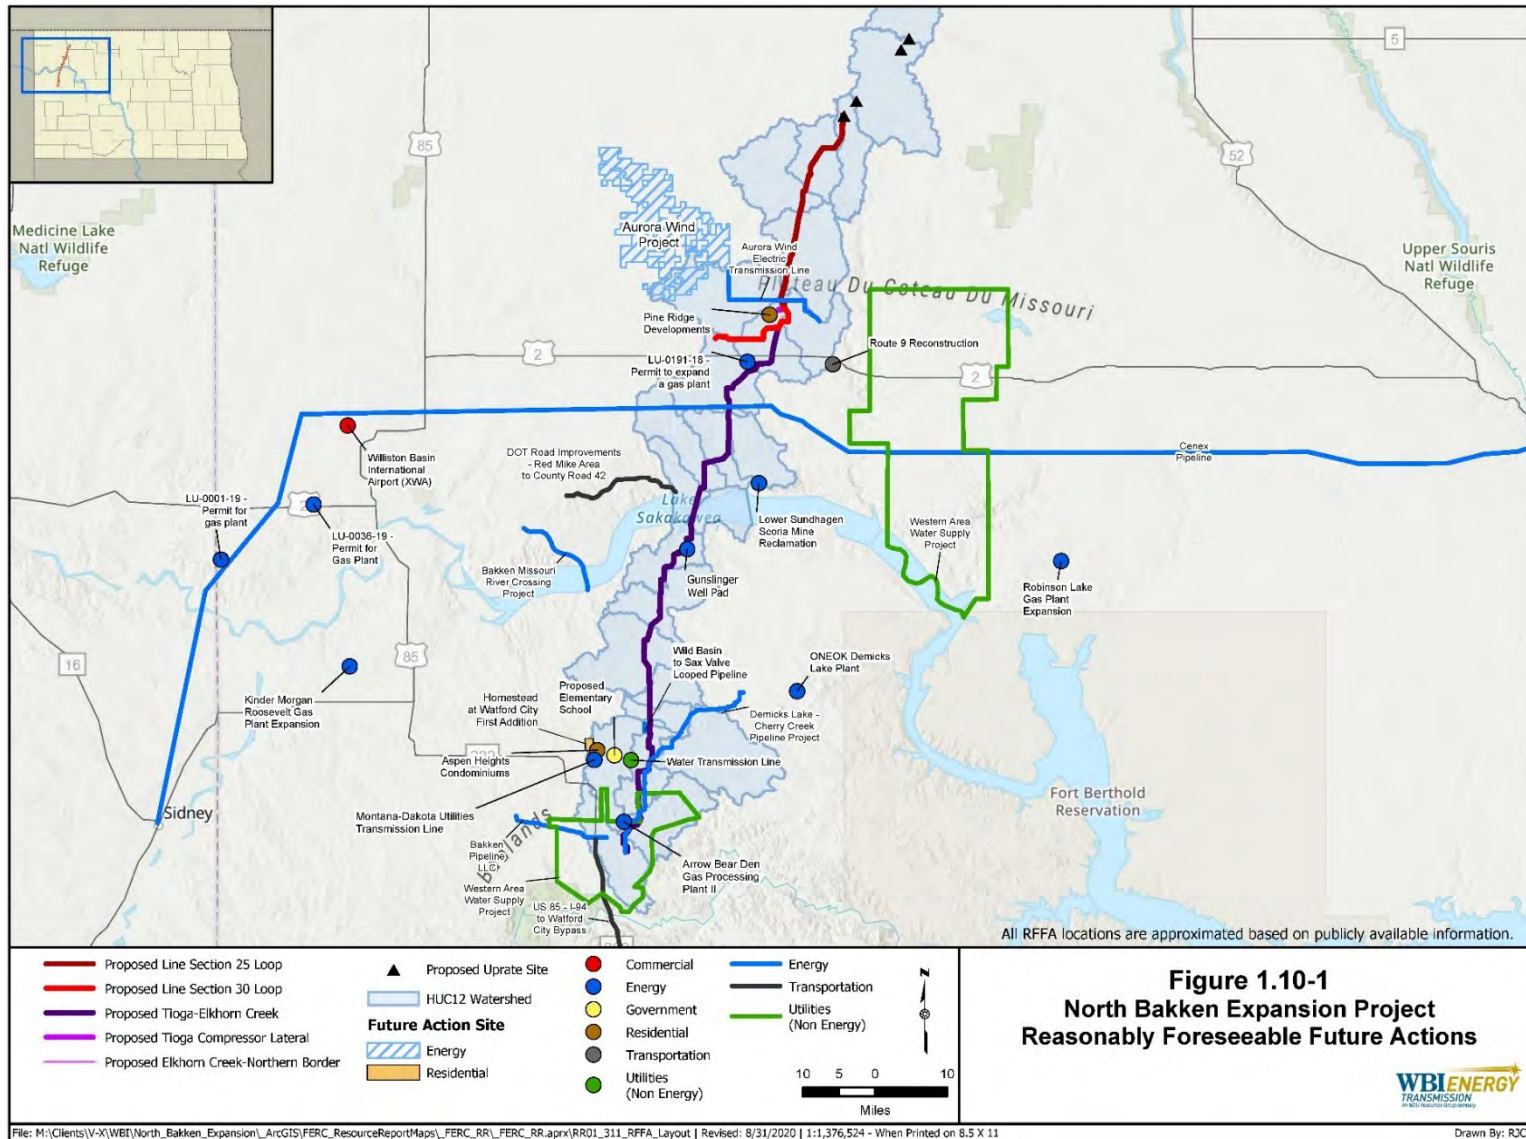 5
85
52
Medicine Lake
Natl Wildlife
Refuge
Aurora Wind
Project
Aurora Wind
Electric
Transmission Line
Upper Souris
Natl Wildlife
Refuge
Plateau Du Coteau Du Missouri
Pine Ridge
Developments
Route 9 Reconstruction
2
LU-0191-18 -
Permit to expand
a gas plant
2
Williston Basin
International
Airport (XWA)
DOT Road Improvements
- Red Mike Area
to County Road 42
Cenex
Pipeline
LU-0001-19 -
Permit for
gas plant
2
LU-0036-19 -
Permit for
Gas Plant
Lake
Sakakawea
Lower Sundhagen
Scoria Mine
Reclamation
Western Area
Water Supply
Project
Bakken Missouri
River Crossing
Project
Gunslinger
Well Pad
Robinson Lake
Gas Plant
Expansion
16
85
Wild Basin
to Sax Valve
Looped Pipeline
ONEOK Demicks
Lake Plant
Kinder Morgan
Roosevelt Gas
Plant Expansion
Homestead
at Watford City
First Addition
Proposed
Elementary
School
Demicks Lake -
Cherry Creek
Pipeline Project
Aspen Heights
Condominiums
Water Transmission Line
Sidney
Montana-Dakota Utilities
Transmission Line
Fort Berthold
Reservation
Badlands
Bakken
Pipeline
LLC
Arrow Bear Den
Gas Processing
Plant II
Western Area
Water Supply
Project
US 85 - I-94
to Watford
City Bypass
All RFFA locations are approximated based on publicly available information.
Proposed Line Section 25 Loop
Proposed Line Section 30 Loop
Proposed Tioga-Elkhorn Creek
Proposed Tioga Compressor Lateral
Proposed Elkhorn Creek-Northern Border
Proposed Uprate Site
HUC12 Watershed
Future Action Site
Energy
Residential
Commercial
Energy
Government
Residential
Transportation
Utilities
(Non Energy)
Energy
Transportation
Utilities
(Non Energy)
N
10 5 0 10
Miles
Figure 1.10-1
North Bakken Expansion Project
Reasonably Foreseeable Future Actions
WBI ENERGY
TRANSMISSION
File: M:\Clients\V-X\WBI\North_Bakken_Expansion\_ArcGIS\FERC_ResourceReportMaps\_FERC_RR\_FERC_RR.aprx\RR01_311_RFFA_Layout | Revised: 8/31/2020 | 1:1,376,524 - When Printed on 8.5 X 11
Drawn By: RJC